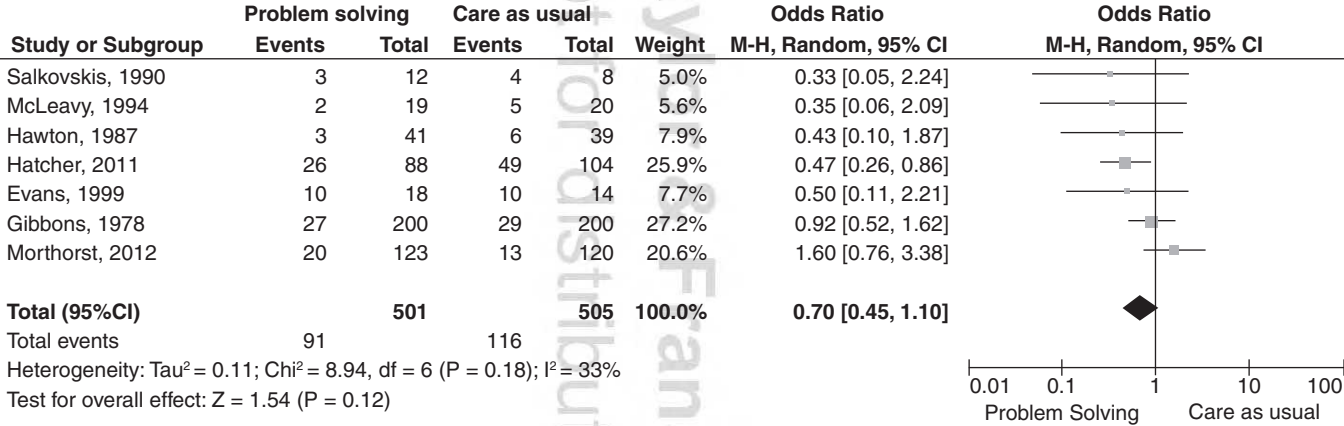 Problem solving Care as usual Odds Ratio Odds Ratio
Study or Subgroup Events Total Events Total Weight M-H, Random, 95% CI M-H, Random, 95% CI
Salkovskis, 1990 3 12 4 8 5.0% 0.33 [0.05, 2.24]
McLeavy, 1994 2 19 5 20 5.6% 0.35 [0.06, 2.09]
Hawton, 1987 3 41 6 39 7.9% 0.43 [0.10, 1.87]
Hatcher, 2011 26 88 49 104 25.9% 0.47 [0.26, 0.86]
Evans, 1999 10 18 10 14 7.7% 0.50 [0.11, 2.21]
Gibbons, 1978 27 200 29 200 27.2% 0.92 [0.52, 1.62]
Morthorst, 2012 20 123 13 120 20.6% 1.60 [0.76, 3.38]
Total (95%CI) 501 505 100.0% 0.70 [0.45, 1.10]
Total events 91 116
Heterogeneity: Tau² = 0.11; Chi² = 8.94, df = 6 (P = 0.18); I² = 33%
Test for overall effect: Z = 1.54 (P = 0.12)
0.01 0.1 1 10 100
Problem Solving Care as usual